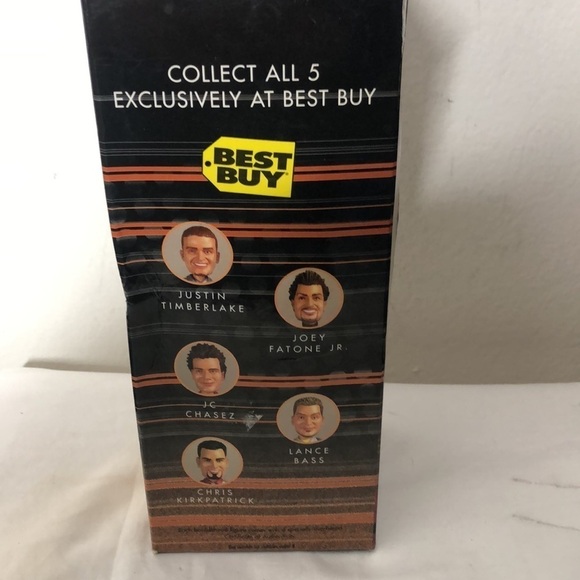 COLLECT ALL 5
EXCLUSIVELY AT BEST BUY
BEST
BUY
JUSTIN
TIMBERLAKE
JOEY
FATONE JR.
JC
CHASEZ
LANCE
BASS
CHRIS
KIRKPATRICK